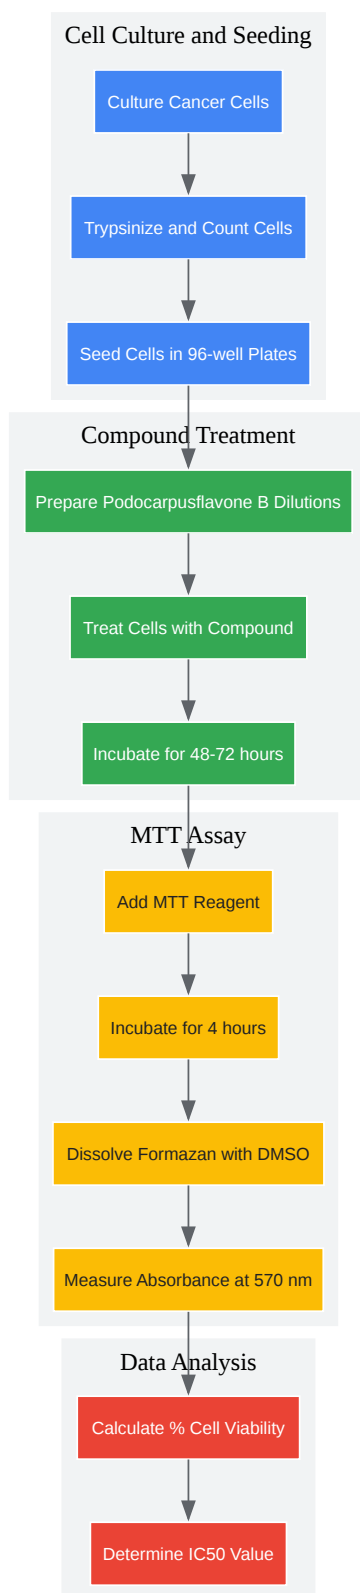 Cell Culture and Seeding
Culture Cancer Cells
Trypsinize and Count Cells
Seed Cells in 96-well Plates
Compound Treatment
Prepare Podocarpusflavone B Dilutions
Treat Cells with Compound
Incubate for 48-72 hours
MTT Assay
Add MTT Reagent
Incubate for 4 hours
Dissolve Formazan with DMSO
Measure Absorbance at 570 nm
Data Analysis
Calculate % Cell Viability
Determine IC50 Value